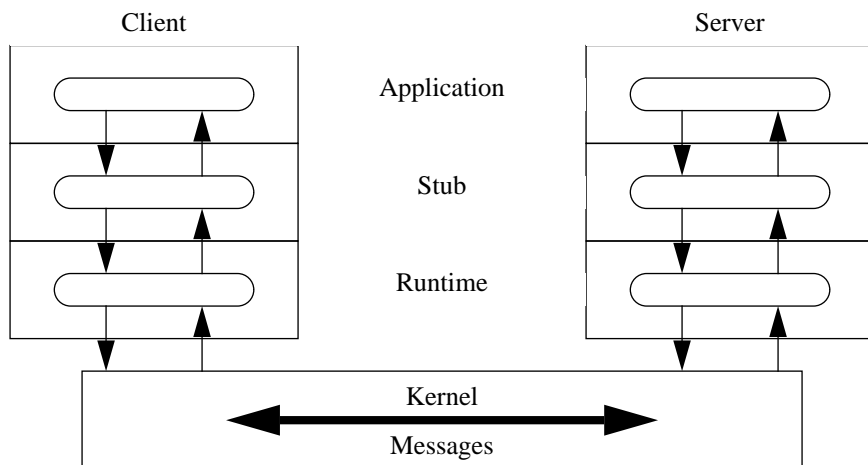 Client
Server
Application
Stub
Runtime
Kernel
Messages